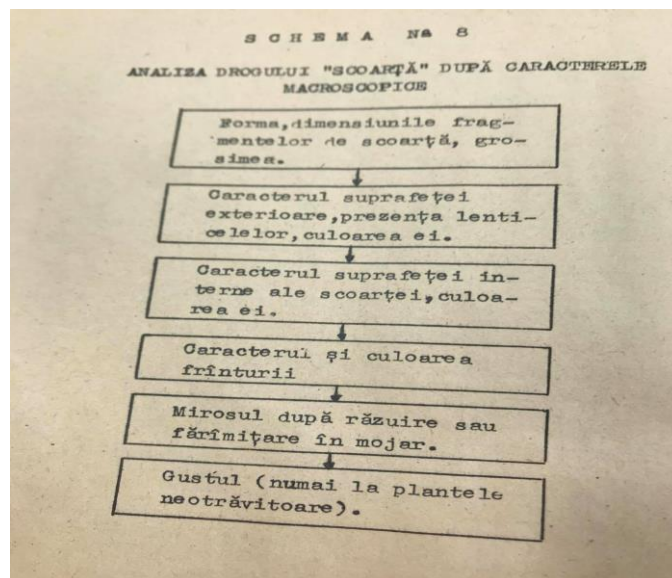 SCHEMA № 8
ANALIZA DROGULUI "SCOARȚĂ" DUPĂ CARACTERELE
MACROSCOPICE
Forma, dimensiunile frag-
mentelor de scoarță, gro-
simea.
Caracterul suprafeței
exterioare, prezența lenti-
celelor, culoarea ei.
Caracterul suprafeței in-
terne ale scoarței, culoa-
rea ei.
Caracterul și culoarea
frînturii
Mirosul după răzuire sau
fărîmițare în mojar.
Gustul (numai la plantele
neotrăvitoare).